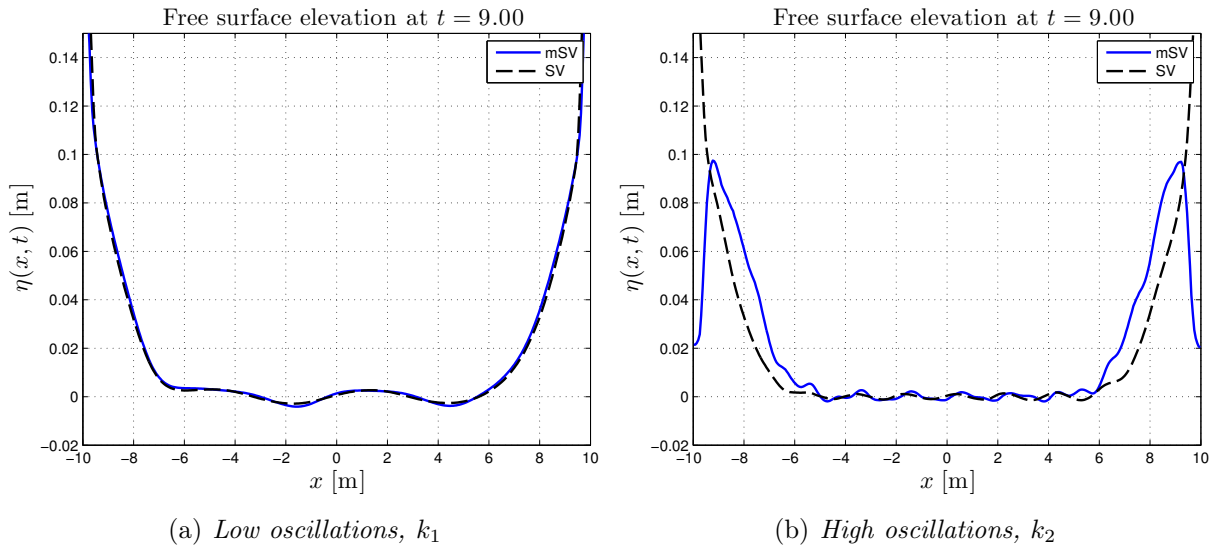 Free surface elevation at t = 9.00
mSV
SV
0.14
0.12
0.1
0.08
0.06
0.04
0.02
0
−0.02
η(x, t) [m]
−10 −8 −6 −4 −2 0 2 4 6 8 10
x [m]
(a) Low oscillations, k₁
Free surface elevation at t = 9.00
mSV
SV
0.14
0.12
0.1
0.08
0.06
0.04
0.02
0
−0.02
η(x, t) [m]
−10 −8 −6 −4 −2 0 2 4 6 8 10
x [m]
(b) High oscillations, k₂